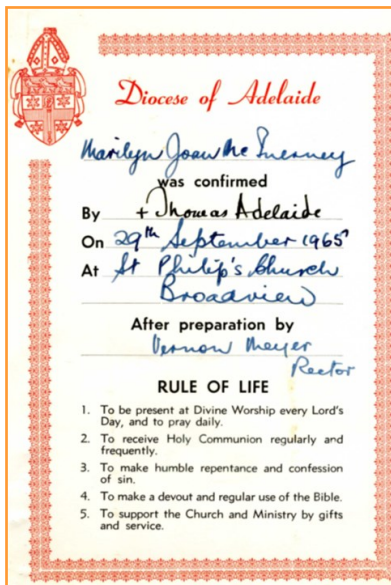 Diocese of Adelaide
Marilyn Joan Mc Inerney
was confirmed
By + Thomas Adelaide
On 29th September 1965
At St Philip's Church
Broadview
After preparation by
Vernon Meyer
Rector
RULE OF LIFE
1. To be present at Divine Worship every Lord's
Day, and to pray daily.
2. To receive Holy Communion regularly and
frequently.
3. To make humble repentance and confession
of sin.
4. To make a devout and regular use of the Bible.
5. To support the Church and Ministry by gifts
and service.